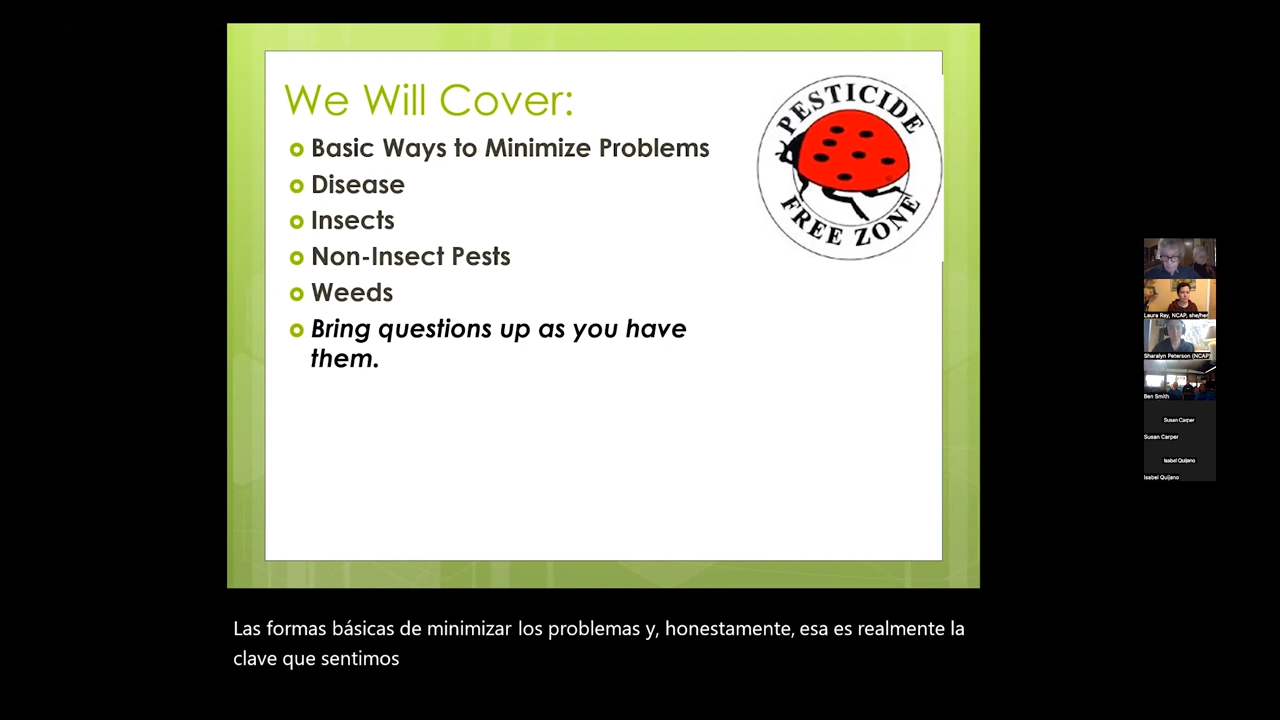 We Will Cover:
Basic Ways to Minimize Problems
Disease
Insects
Non-Insect Pests
Weeds
Bring questions up as you have
them.
PESTICIDE
FREE ZONE
Laura Ray, NCAP, she/her
Sharalyn Peterson (NCAP)
Ben Smith
Susan Carper
Susan Carper
Isabel Quijano
Isabel Quijano
Las formas básicas de minimizar los problemas y, honestamente, esa es realmente la
clave que sentimos